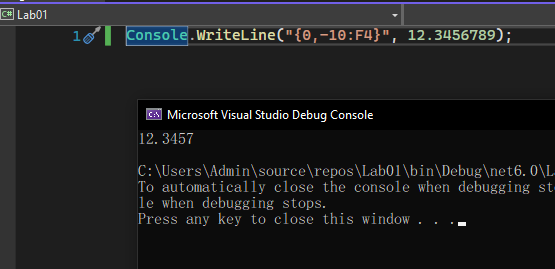 C# Lab01
1 Console.WriteLine("{0,-10:F4}", 12.3456789);
Microsoft Visual Studio Debug Console
12.3457
C:\Users\Admin\source\repos\Lab01\bin\Debug\net6.0\L
To automatically close the console when debugging sto
le when debugging stops.
Press any key to close this window . . .